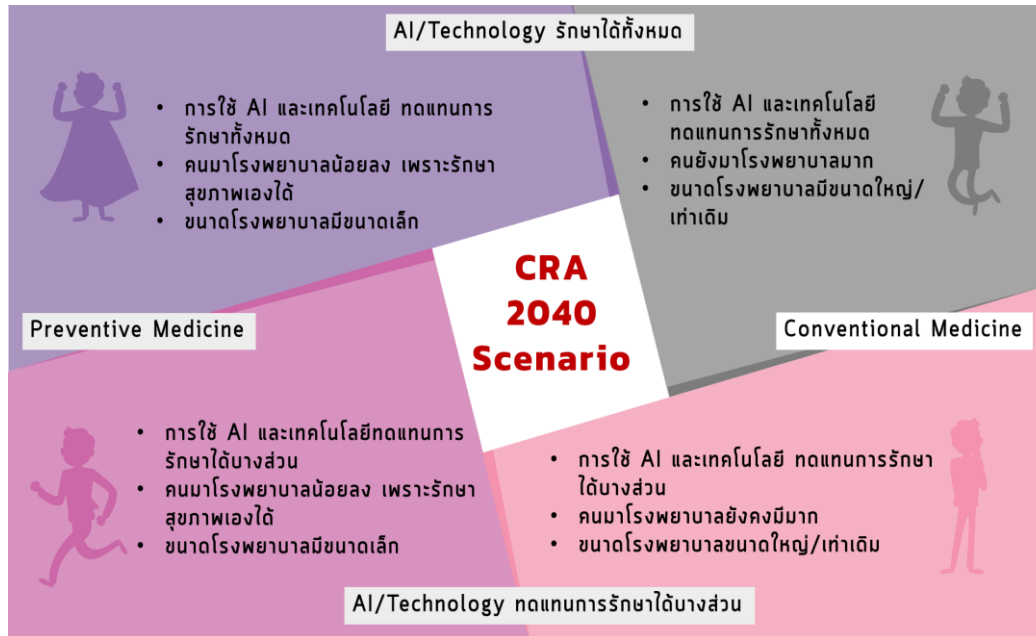 AI/Technology รักษาได้ทั้งหมด
• การใช้ AI และเทคโนโลยี ทดแทนการ
รักษาทั้งหมด
• คนมาโรงพยาบาลน้อยลง เพราะรักษา
สุขภาพเองได้
• ขนาดโรงพยาบาลมีขนาดเล็ก
• การใช้ AI และเทคโนโลยี
ทดแทนการรักษาทั้งหมด
• คนยังมาโรงพยาบาลมาก
• ขนาดโรงพยาบาลมีขนาดใหญ่/
เท่าเดิม
CRA
2040
Scenario
Preventive Medicine
Conventional Medicine
• การใช้ AI และเทคโนโลยีทดแทนการ
รักษาได้บางส่วน
• คนมาโรงพยาบาลน้อยลง เพราะรักษา
สุขภาพเองได้
• ขนาดโรงพยาบาลมีขนาดเล็ก
• การใช้ AI และเทคโนโลยี ทดแทนการรักษา
ได้บางส่วน
• คนมาโรงพยาบาลยังคงมีมาก
• ขนาดโรงพยาบาลขนาดใหญ่/เท่าเดิม
AI/Technology ทดแทนการรักษาได้บางส่วน